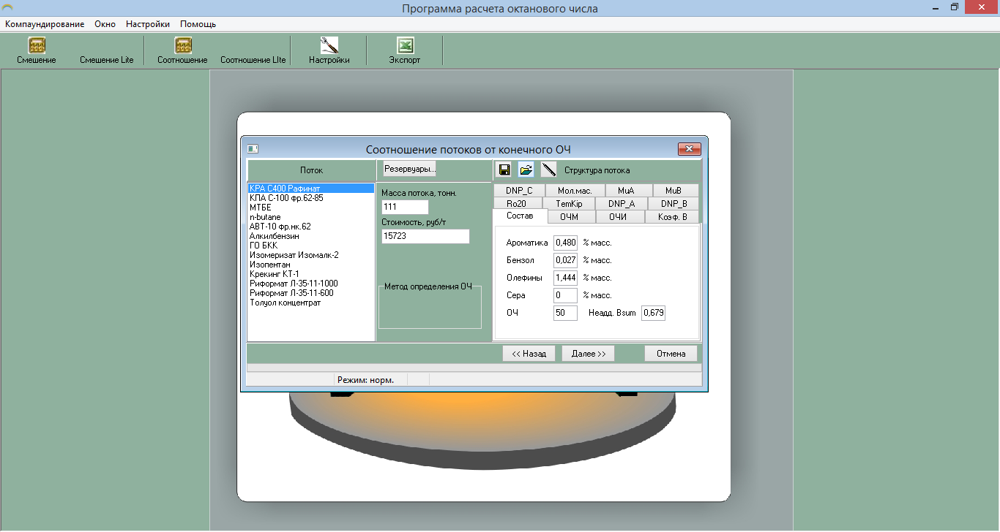 Программа расчета октанового числа
Компаундирование Окно Настройки Помощь
Смешение Смешение Lite Соотношение Соотношение LIte Настройки Экспорт
Соотношение потоков от конечного ОЧ
Поток
Резервуары...
Структура потока
КРА С400 Рафинат
КПА С-100 фр.62-85
МТБЕ
n-butane
АВТ-10 фр.нк.62
Алкилбензин
ГО БКК
Изомеризат Изомалк-2
Изопентан
Крекинг КТ-1
Риформат Л-35-11-1000
Риформат Л-35-11-600
Толуол концентрат
Масса потока, тонн.
111
Стоимость, руб/т
15723
Метод определения ОЧ
DNP_C Мол.мас. MuA MuB
Ro20 TemKip DNP_A DNP_B
Состав ОЧМ ОЧИ Коэф. В
Ароматика 0,480 % масс.
Бензол 0,027 % масс.
Олефины 1,444 % масс.
Сера 0 % масс.
ОЧ 50 Неадд. Bsum 0,679
<< Назад Далее >> Отмена
Режим: норм.